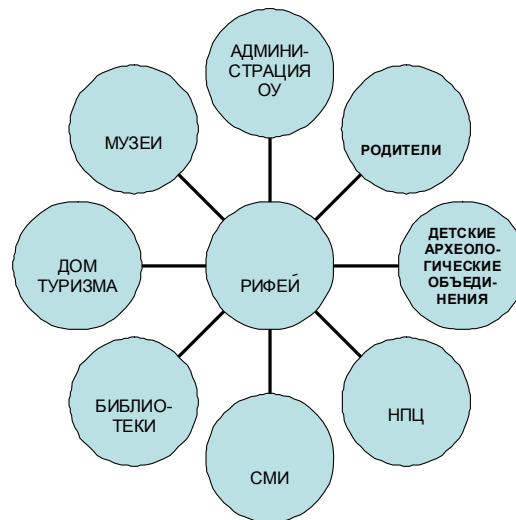 АДМИНИ-
СТРАЦИЯ
ОУ
МУЗЕИ
РОДИТЕЛИ
ДОМ
ТУРИЗМА
РИФЕЙ
ДЕТСКИЕ
АРХЕОЛО-
ГИЧЕСКИЕ
ОБЪЕДИ-
НЕНИЯ
БИБЛИО-
ТЕКИ
НПЦ
СМИ